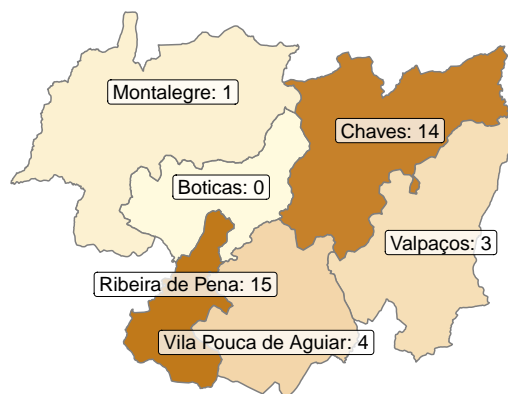 Montalegre: 1
Chaves: 14
Boticas: 0
Valpaços: 3
Ribeira de Pena: 15
Vila Pouca de Aguiar: 4